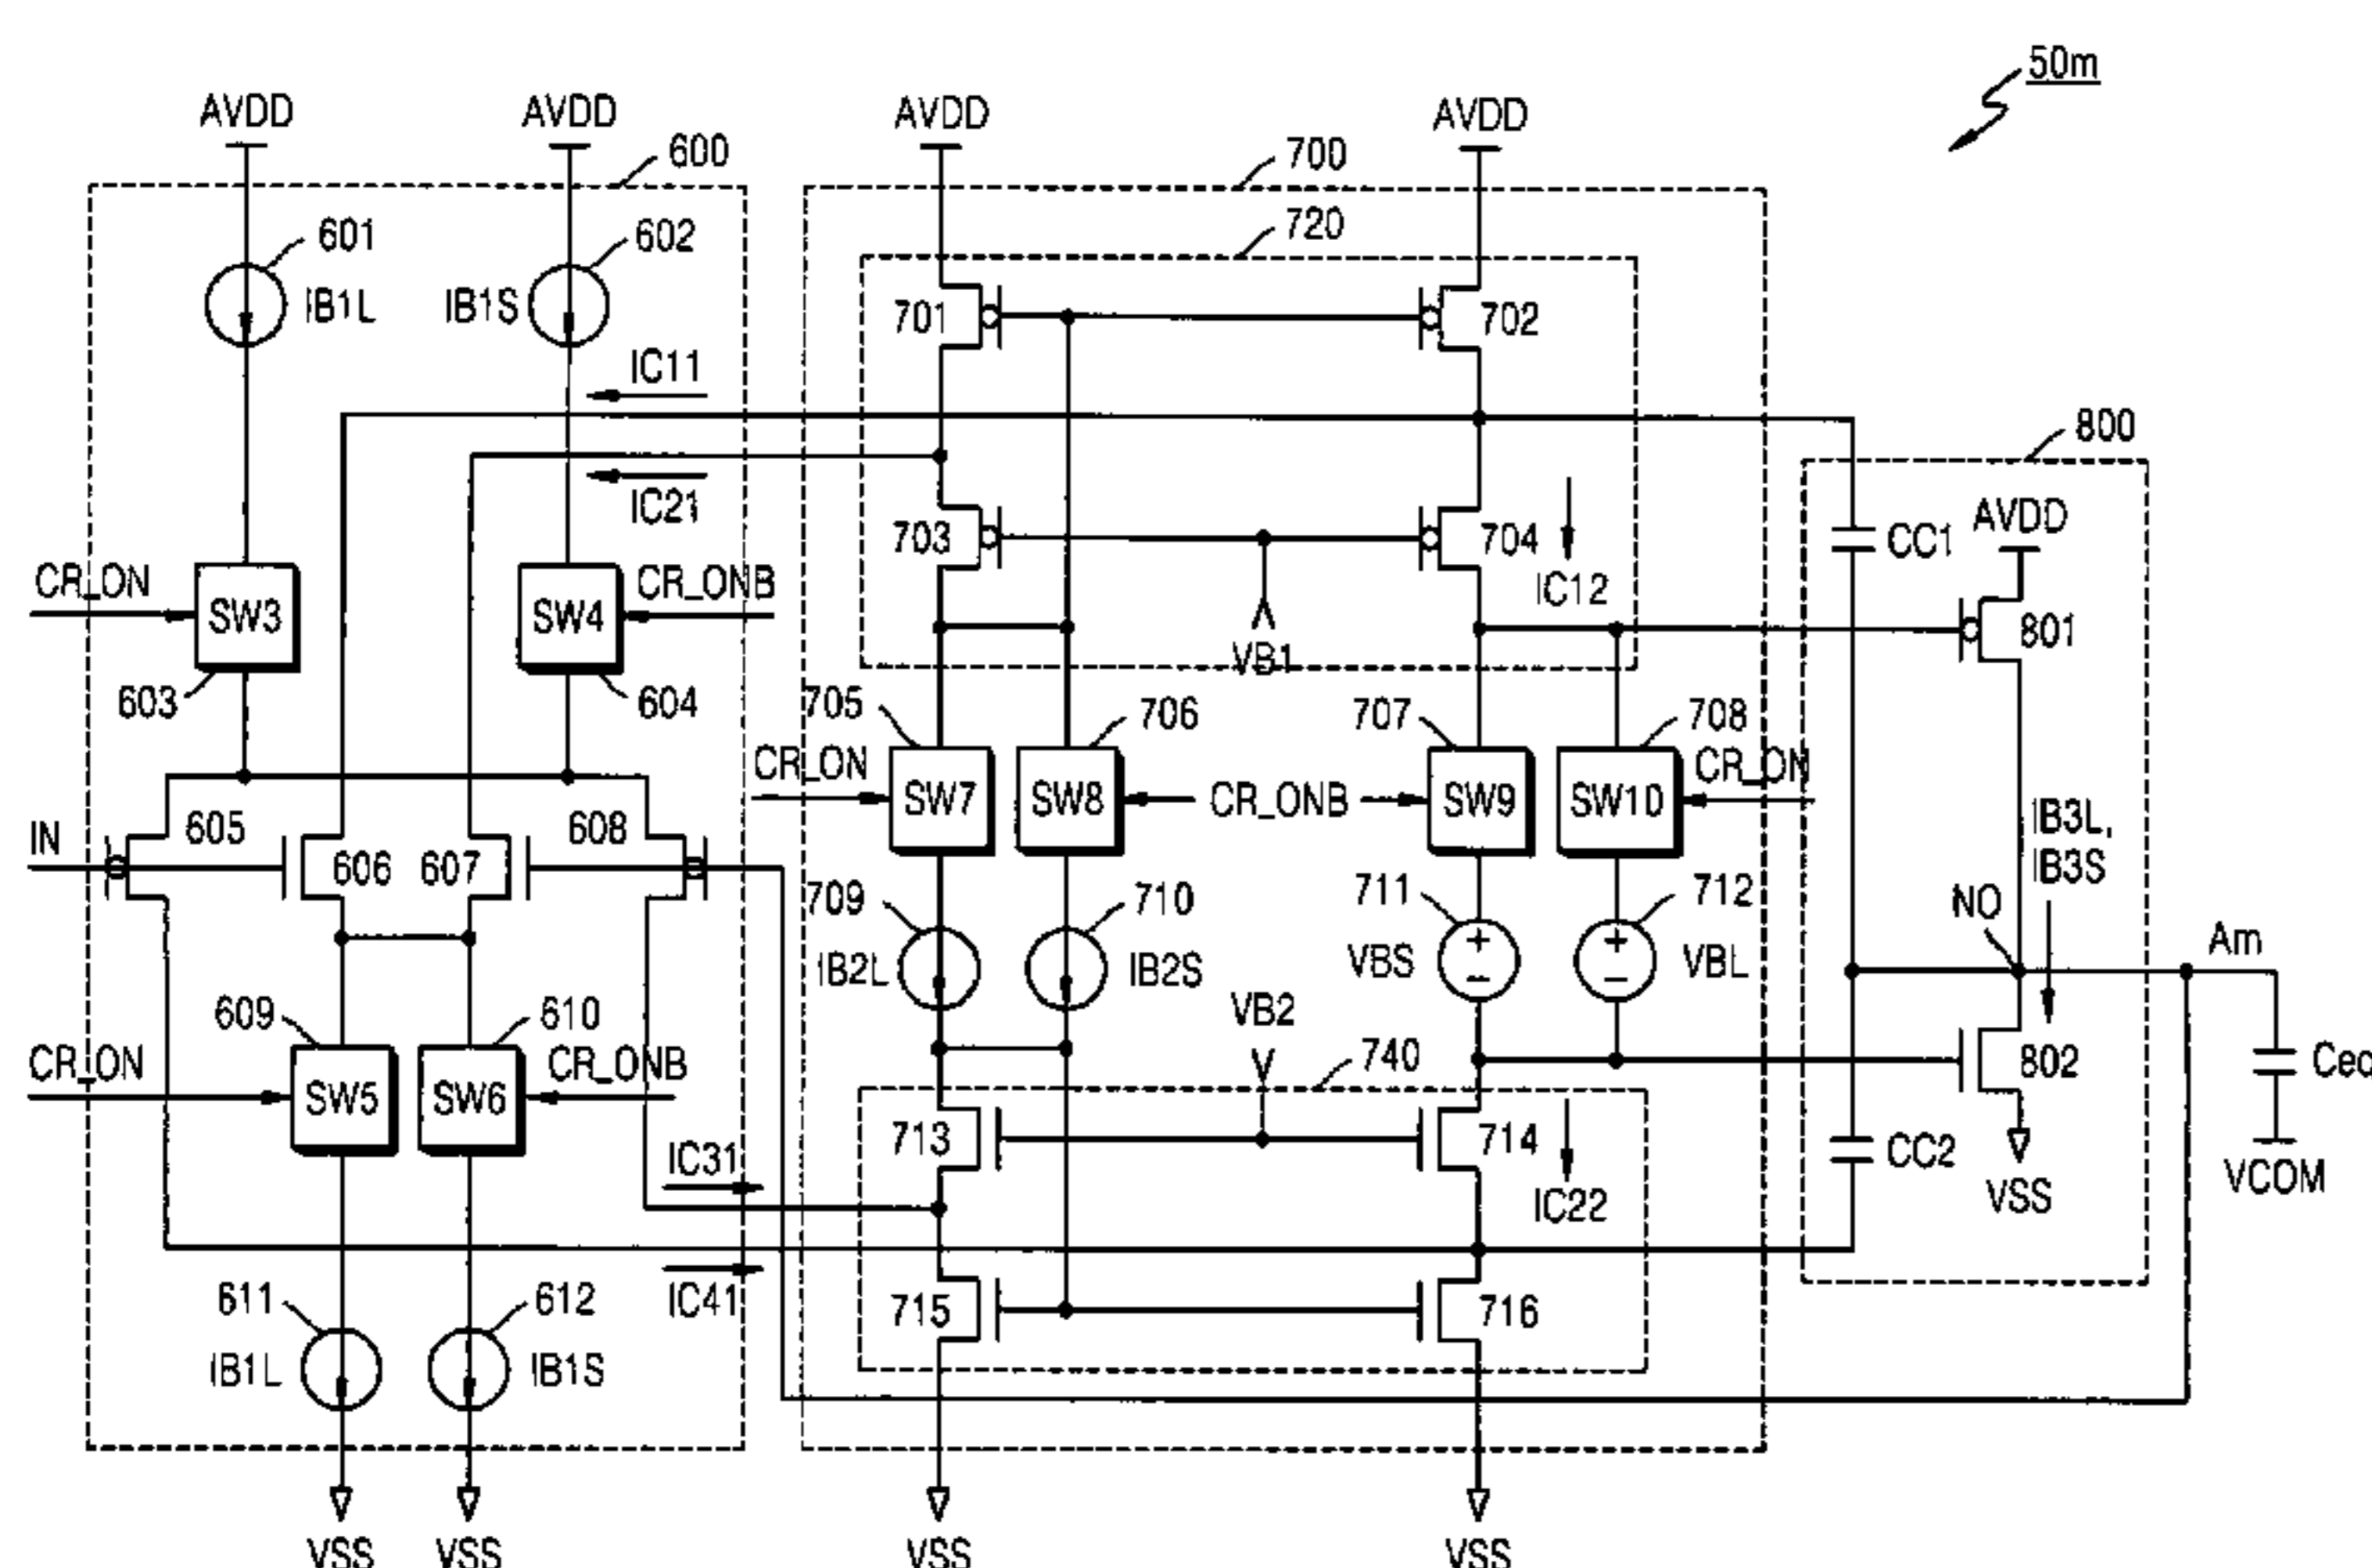 50m
AVDD
AVDD
AVDD
AVDD
600
700
720
601
602
IB1L
IB1S
701
702
IC11
IC21
800
703
704
IC12
CC1
AVDD
CR_ON
SW3
SW4
CR_ONB
VB1
801
603
604
705
706
707
708
CR_ON
SW7
SW8
CR_ONB
SW9
SW10
CR_ON
IB3L,
IB3S
IN
605
606
607
608
709
710
711
712
IB2L
IB2S
VBS
VBL
NO
Am
609
610
VB2
740
CR_ON
SW5
SW6
CR_ONB
802
713
714
IC31
IC22
CC2
VSS
VCOM
IC41
611
612
715
716
IB1L
IB1S
VSS
VSS
VSS
VSS